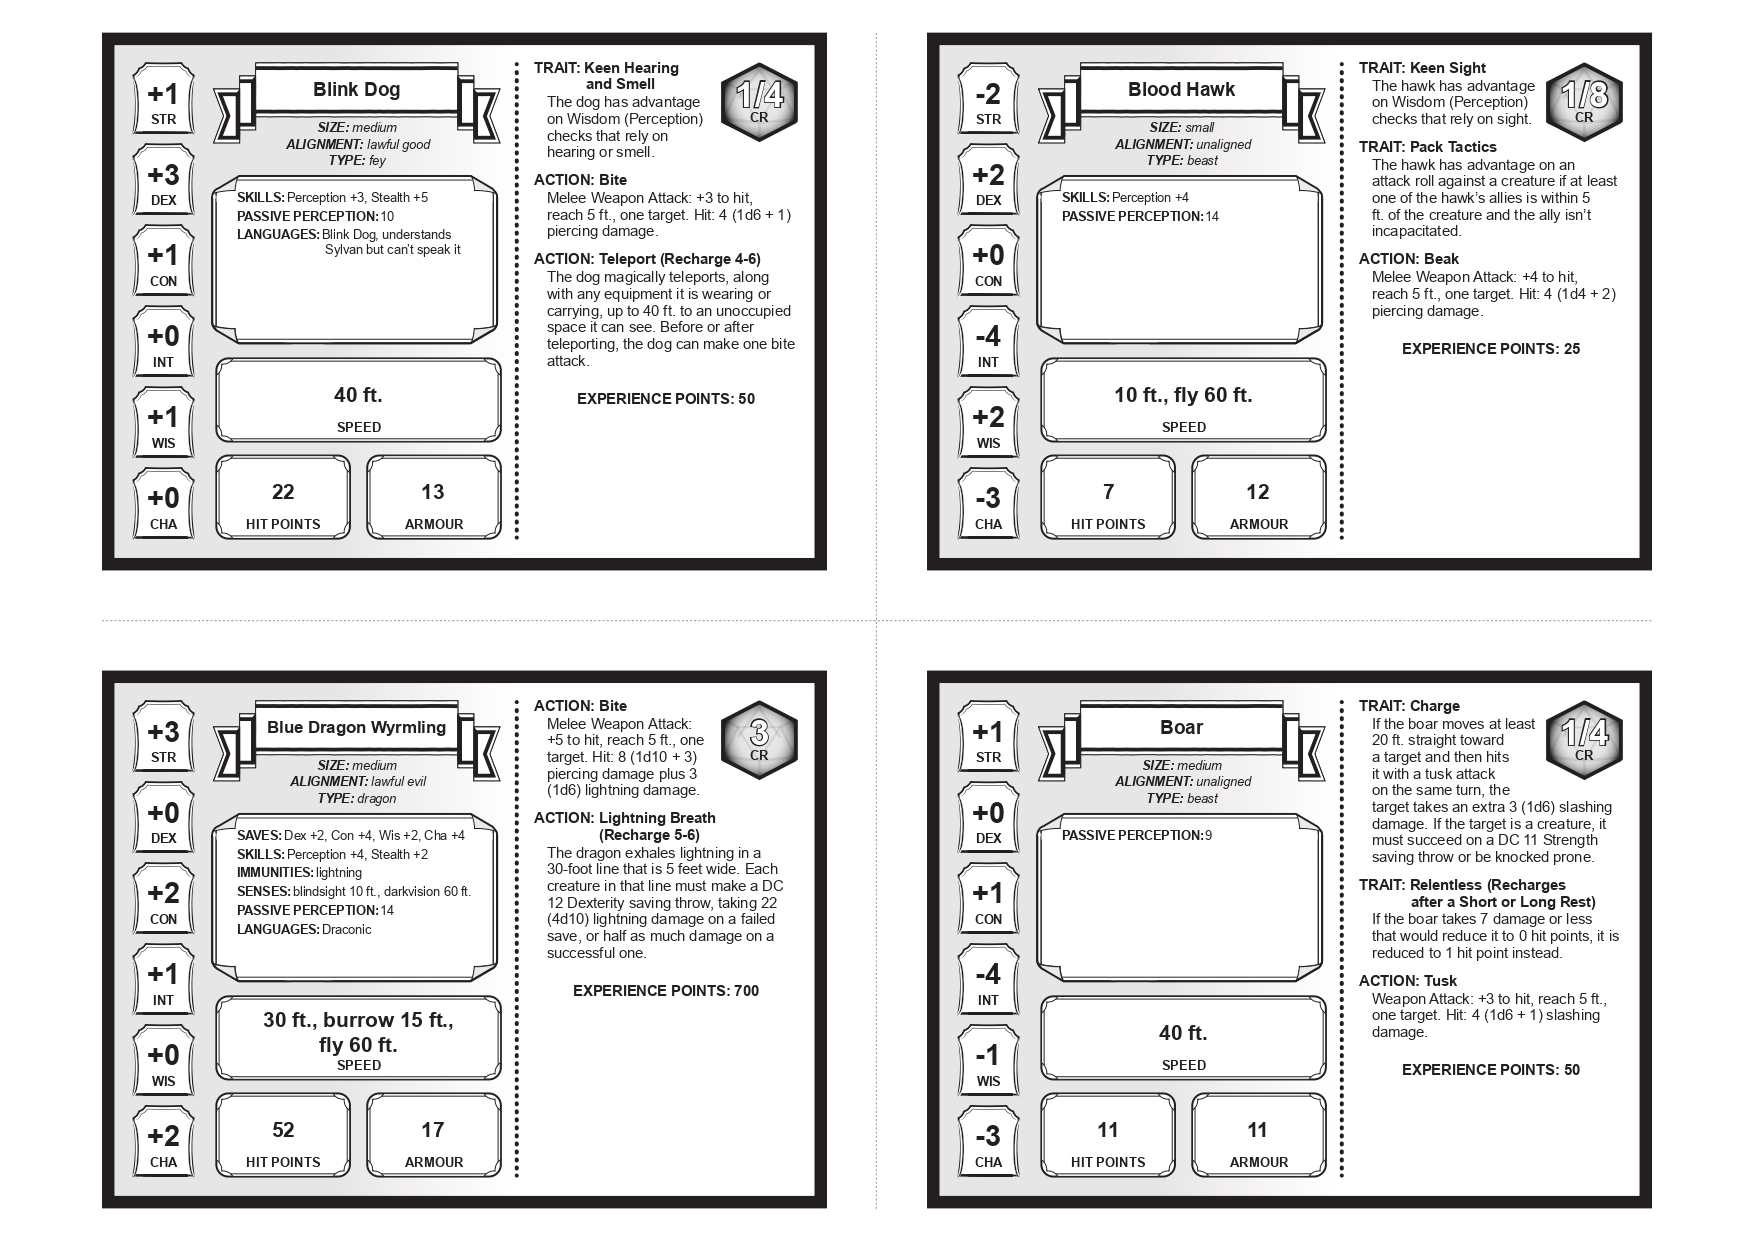 +1
STR
+3
DEX
+1
CON
+0
INT
+1
WIS
+0
CHA
Blink Dog
SIZE: medium
ALIGNMENT: lawful good
TYPE: fey
SKILLS: Perception +3, Stealth +5
PASSIVE PERCEPTION: 10
LANGUAGES: Blink Dog, understands
Sylvan but can’t speak it
40 ft.
SPEED
22
HIT POINTS
13
ARMOUR
TRAIT: Keen Hearing
and Smell
The dog has advantage
on Wisdom (Perception)
checks that rely on
hearing or smell.
1/4
CR
ACTION: Bite
Melee Weapon Attack: +3 to hit,
reach 5 ft., one target. Hit: 4 (1d6 + 1)
piercing damage.
ACTION: Teleport (Recharge 4-6)
The dog magically teleports, along
with any equipment it is wearing or
carrying, up to 40 ft. to an unoccupied
space it can see. Before or after
teleporting, the dog can make one bite
attack.
EXPERIENCE POINTS: 50
-2
STR
+2
DEX
+0
CON
-4
INT
+2
WIS
-3
CHA
Blood Hawk
SIZE: small
ALIGNMENT: unaligned
TYPE: beast
SKILLS: Perception +4
PASSIVE PERCEPTION: 14
10 ft., fly 60 ft.
SPEED
7
HIT POINTS
12
ARMOUR
TRAIT: Keen Sight
The hawk has advantage
on Wisdom (Perception)
checks that rely on sight.
1/8
CR
TRAIT: Pack Tactics
The hawk has advantage on an
attack roll against a creature if at least
one of the hawk’s allies is within 5
ft. of the creature and the ally isn’t
incapacitated.
ACTION: Beak
Melee Weapon Attack: +4 to hit,
reach 5 ft., one target. Hit: 4 (1d4 + 2)
piercing damage.
EXPERIENCE POINTS: 25
+3
STR
+0
DEX
+2
CON
+1
INT
+0
WIS
+2
CHA
Blue Dragon Wyrmling
SIZE: medium
ALIGNMENT: lawful evil
TYPE: dragon
SAVES: Dex +2, Con +4, Wis +2, Cha +4
SKILLS: Perception +4, Stealth +2
IMMUNITIES: lightning
SENSES: blindsight 10 ft., darkvision 60 ft.
PASSIVE PERCEPTION: 14
LANGUAGES: Draconic
30 ft., burrow 15 ft.,
fly 60 ft.
SPEED
52
HIT POINTS
17
ARMOUR
ACTION: Bite
Melee Weapon Attack:
+5 to hit, reach 5 ft., one
target. Hit: 8 (1d10 + 3)
piercing damage plus 3
(1d6) lightning damage.
3
CR
ACTION: Lightning Breath
(Recharge 5-6)
The dragon exhales lightning in a
30-foot line that is 5 feet wide. Each
creature in that line must make a DC
12 Dexterity saving throw, taking 22
(4d10) lightning damage on a failed
save, or half as much damage on a
successful one.
EXPERIENCE POINTS: 700
+1
STR
+0
DEX
+1
CON
-4
INT
-1
WIS
-3
CHA
Boar
SIZE: medium
ALIGNMENT: unaligned
TYPE: beast
PASSIVE PERCEPTION: 9
40 ft.
SPEED
11
HIT POINTS
11
ARMOUR
TRAIT: Charge
If the boar moves at least
20 ft. straight toward
a target and then hits
it with a tusk attack
on the same turn, the
target takes an extra 3 (1d6) slashing
damage. If the target is a creature, it
must succeed on a DC 11 Strength
saving throw or be knocked prone.
1/4
CR
TRAIT: Relentless (Recharges
after a Short or Long Rest)
If the boar takes 7 damage or less
that would reduce it to 0 hit points, it is
reduced to 1 hit point instead.
ACTION: Tusk
Weapon Attack: +3 to hit, reach 5 ft.,
one target. Hit: 4 (1d6 + 1) slashing
damage.
EXPERIENCE POINTS: 50